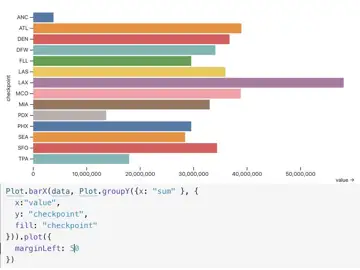 checkpoint
ANC
ATL
DEN
DFW
FLL
LAS
LAX
MCO
MIA
PDX
PHX
SEA
SFO
TPA
0
10,000,000
20,000,000
30,000,000
40,000,000
50,000,000
value →
Plot.barX(data, Plot.groupY({x: "sum" }, {
x:"value",
y: "checkpoint",
fill: "checkpoint"
})).plot({
marginLeft: 50
})